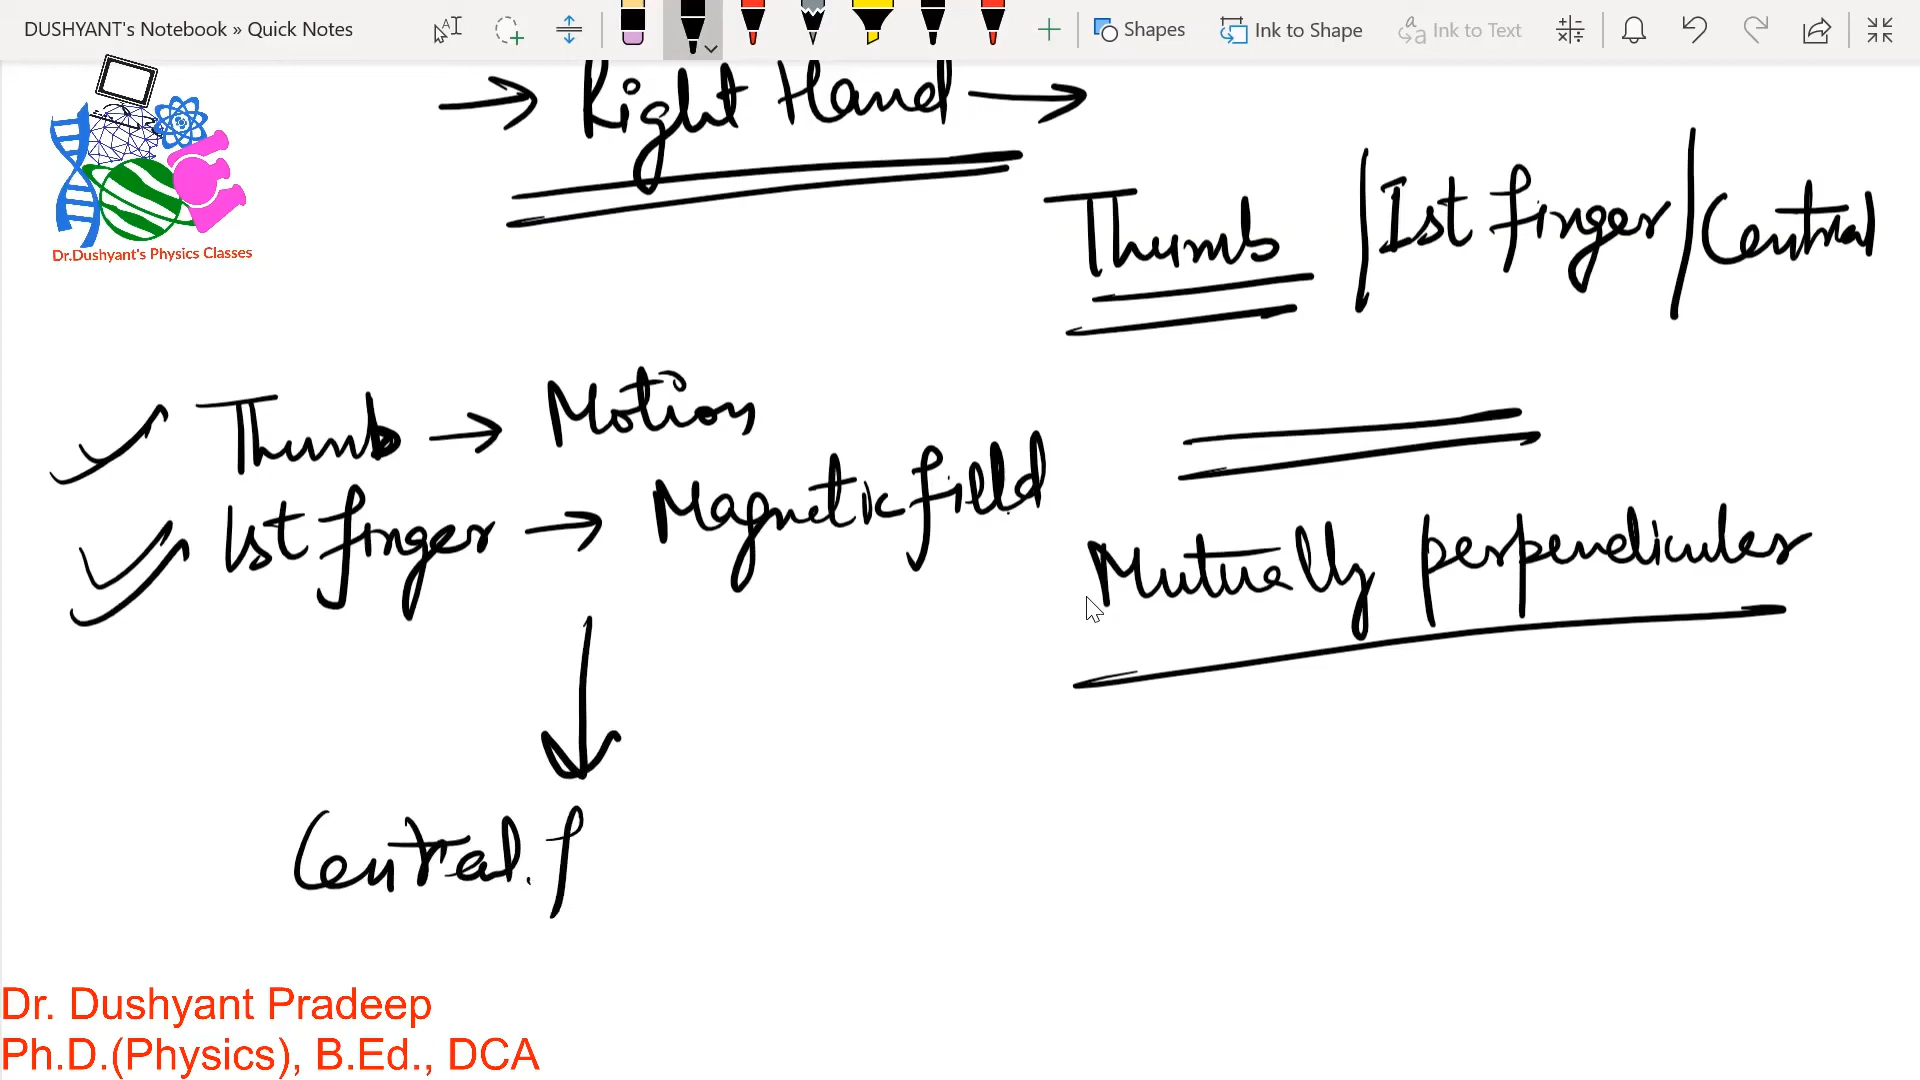 DUSHYANT's Notebook » Quick Notes
Shapes
Ink to Shape
Ink to Text
→ Right Hand →
Thumb / Ist finger / Central
Dr.Dushyant's Physics Classes
Thumb → Motion
Ist finger → Magnetic field
Mutually perpendicular
Central. f
Dr. Dushyant Pradeep
Ph.D.(Physics), B.Ed., DCA